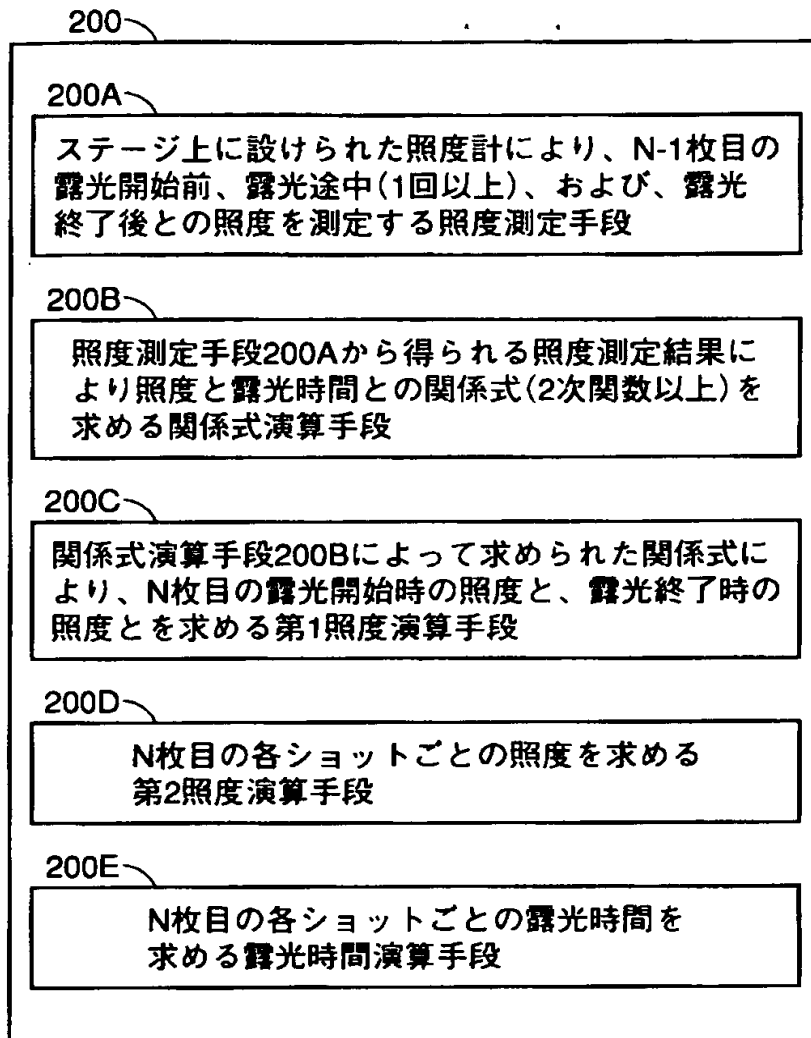 200
200A
ステージ上に設けられた照度計により、N-1枚目の
露光開始前、露光途中(1回以上)、および、露光
終了後との照度を測定する照度測定手段
200B
照度測定手段200Aから得られる照度測定結果に
より照度と露光時間との関係式(2次関数以上)を
求める関係式演算手段
200C
関係式演算手段200Bによって求められた関係式に
より、N枚目の露光開始時の照度と、露光終了時の
照度とを求める第1照度演算手段
200D
N枚目の各ショットごとの照度を求める
第2照度演算手段
200E
N枚目の各ショットごとの露光時間を
求める露光時間演算手段